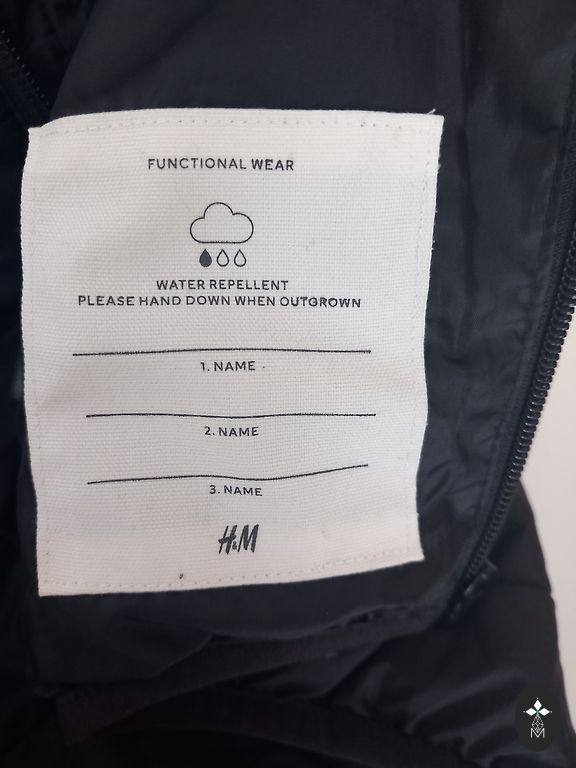 FUNCTIONAL WEAR
WATER REPELLENT
PLEASE HAND DOWN WHEN OUTGROWN
1. NAME
2. NAME
3. NAME
H&M
M